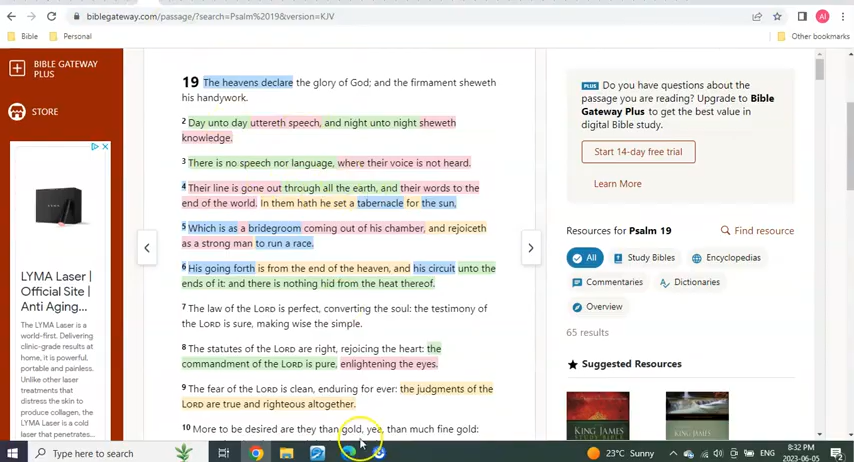 biblegateway.com/passage/?search=Psalm%2019&version=KJV
AI
Bible
Personal
Other bookmarks
BIBLE GATEWAY
PLUS
STORE
LYMA Laser |
Official Site |
Anti Aging...
The LYMA Laser is a
world-first. Delivering
clinic-grade results at
home, it is powerful,
portable and painless.
Unlike other laser
treatments that
distress the skin to
produce collagen, the
LYMA Laser is a cold
laser that penetrates...
19 The heavens declare the glory of God; and the firmament sheweth
his handywork.
2 Day unto day uttereth speech, and night unto night sheweth
knowledge.
3 There is no speech nor language, where their voice is not heard.
4 Their line is gone out through all the earth, and their words to the
end of the world. In them hath he set a tabernacle for the sun,
5 Which is as a bridegroom coming out of his chamber, and rejoiceth
as a strong man to run a race.
6 His going forth is from the end of the heaven, and his circuit unto the
ends of it: and there is nothing hid from the heat thereof.
7 The law of the LORD is perfect, converting the soul: the testimony of
the LORD is sure, making wise the simple.
8 The statutes of the LORD are right, rejoicing the heart: the
commandment of the LORD is pure, enlightening the eyes.
9 The fear of the LORD is clean, enduring for ever: the judgments of the
LORD are true and righteous altogether.
10 More to be desired are they than gold, yea, than much fine gold:
PLUS Do you have questions about the
passage you are reading? Upgrade to Bible
Gateway Plus to get the best value in
digital Bible study.
Start 14-day free trial
Learn More
Resources for Psalm 19
Find resource
All
Study Bibles
Encyclopedias
Commentaries
Dictionaries
Overview
65 results
Suggested Resources
KING JAMES
STUDY BIBLE
Type here to search
23°C Sunny
ENG
8:32 PM
2023-06-05
2